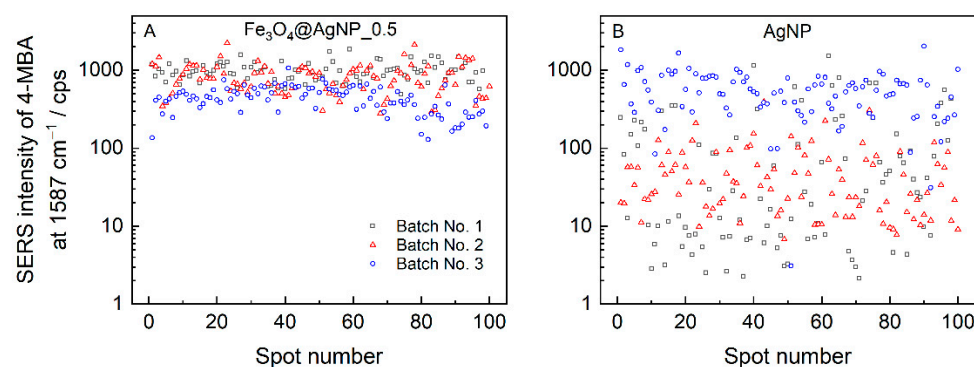 A
Fe₃O₄@AgNP_0.5
B
AgNP
SERS intensity of 4-MBA
at 1587 cm⁻¹ / cps
1000
100
10
1
1000
100
10
1
Batch No. 1
Batch No. 2
Batch No. 3
0 20 40 60 80 100
0 20 40 60 80 100
Spot number
Spot number